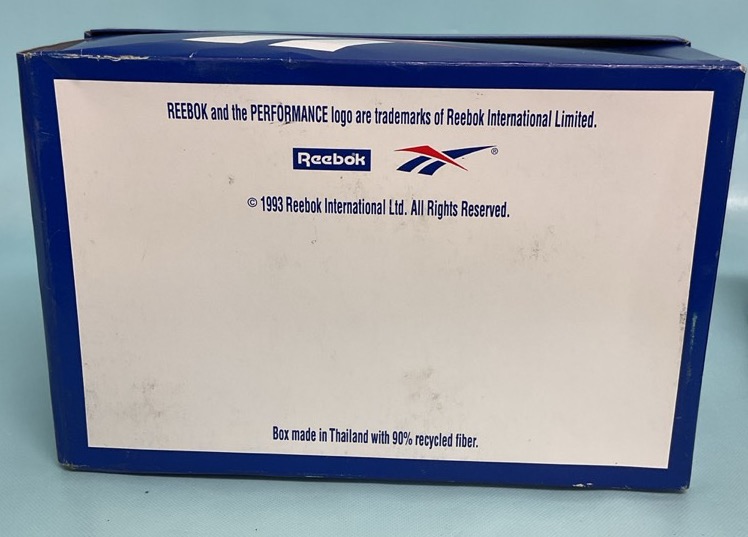 REEBOK and the PERFORMANCE logo are trademarks of Reebok International Limited.
Reebok ®
© 1993 Reebok International Ltd. All Rights Reserved.
Box made in Thailand with 90% recycled fiber.